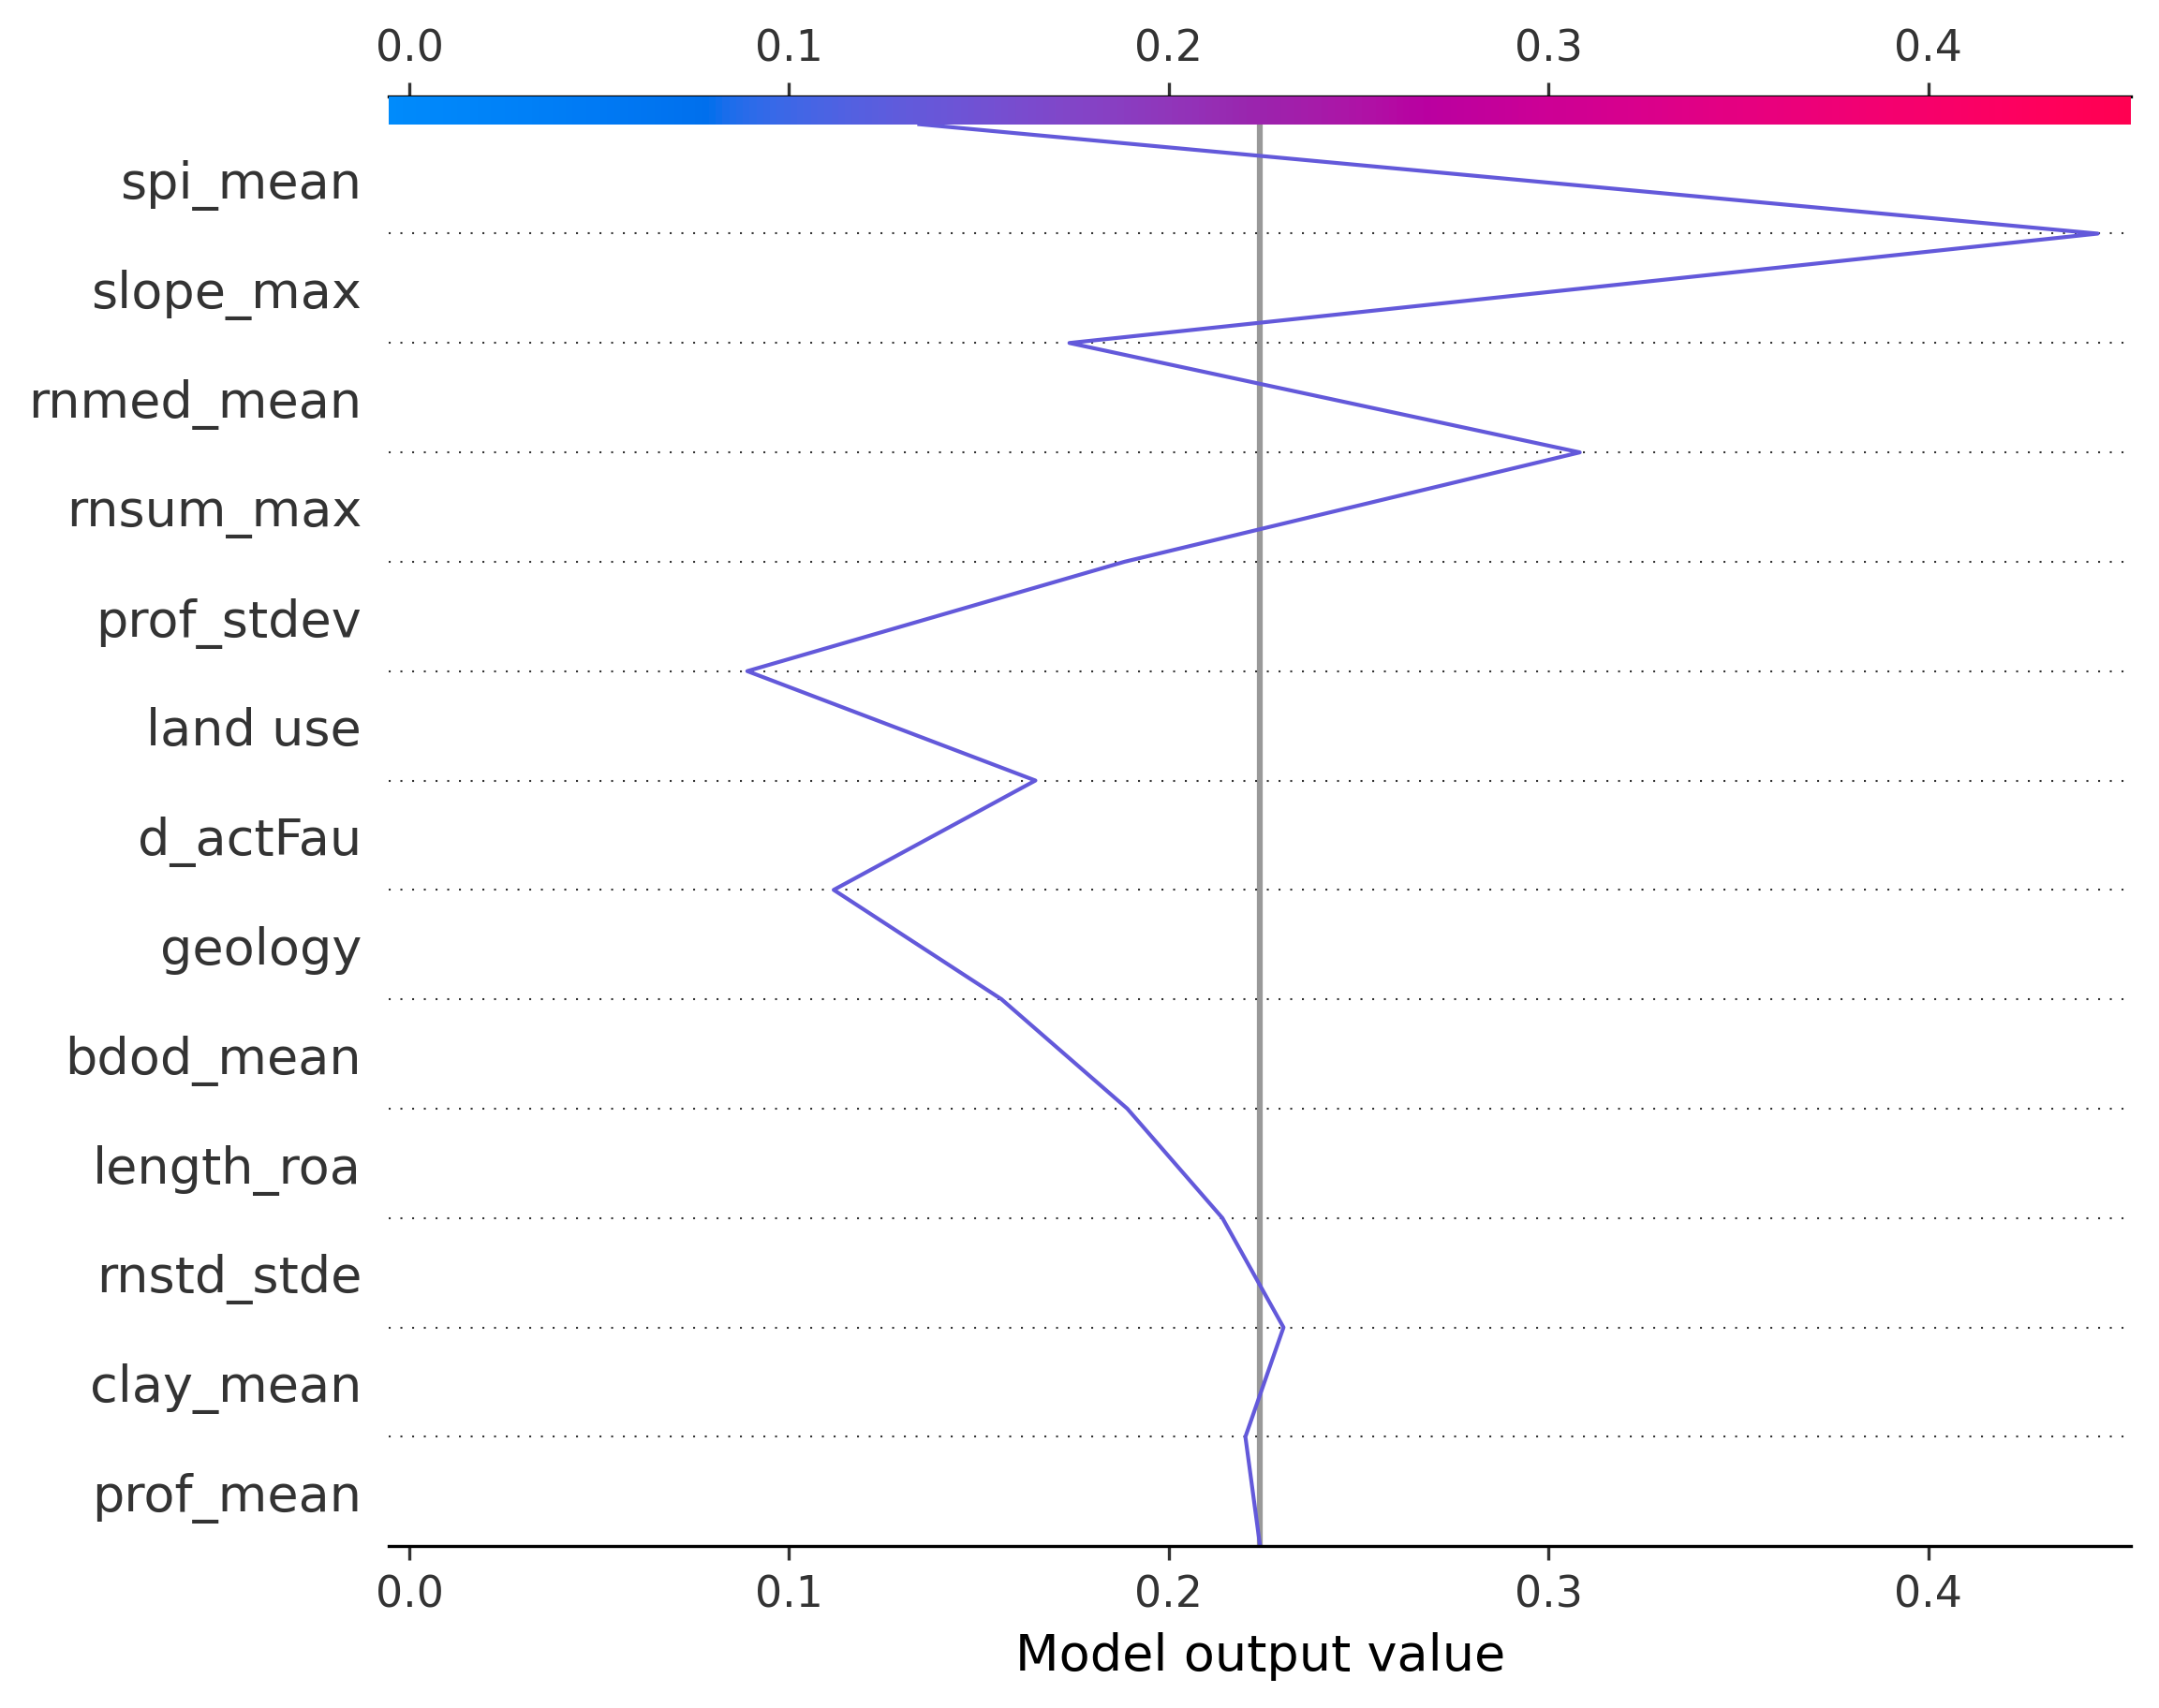 0.0 0.1 0.2 0.3 0.4
spi_mean
slope_max
rnmed_mean
rnsum_max
prof_stdev
land use
d_actFau
geology
bdod_mean
length_roa
rnstd_stde
clay_mean
prof_mean
0.0 0.1 0.2 0.3 0.4
Model output value